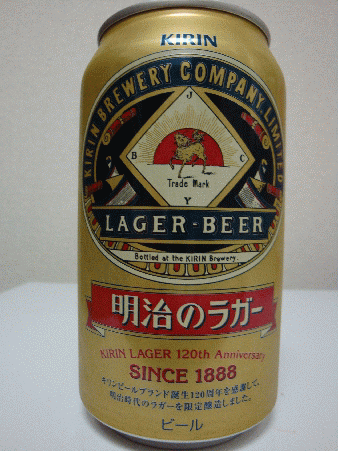 KIRIN
KIRIN BREWERY COMPANY, LIMITED
J
B C
Trade Mark
Y
LAGER-BEER
Bottled at the KIRIN Brewery.
明治のラガー
KIRIN LAGER 120th Anniversary
SINCE 1888
キリンビールブランド誕生120周年を感謝して、
明治時代のラガーを限定醸造しました。
ビール